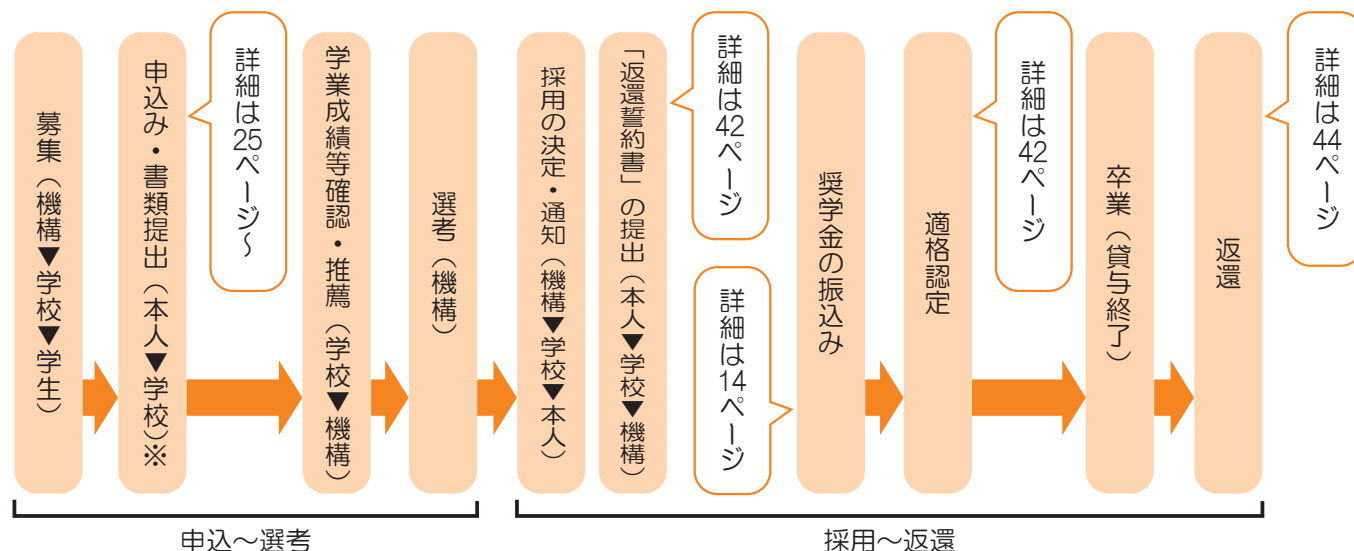 募集（機構▼学校▼学生）
申込み・書類提出（本人▼学校）※
詳細は25ページ～
学業成績等確認・推薦（学校▼機構）
選考（機構）
採用の決定・通知（機構▼学校▼本人）
「返還誓約書」の提出（本人▼学校▼機構）
詳細は42ページ
詳細は14ページ
奨学金の振込み
適格認定
詳細は42ページ
卒業（貸与終了）
返還
詳細は44ページ
申込～選考
採用～返還